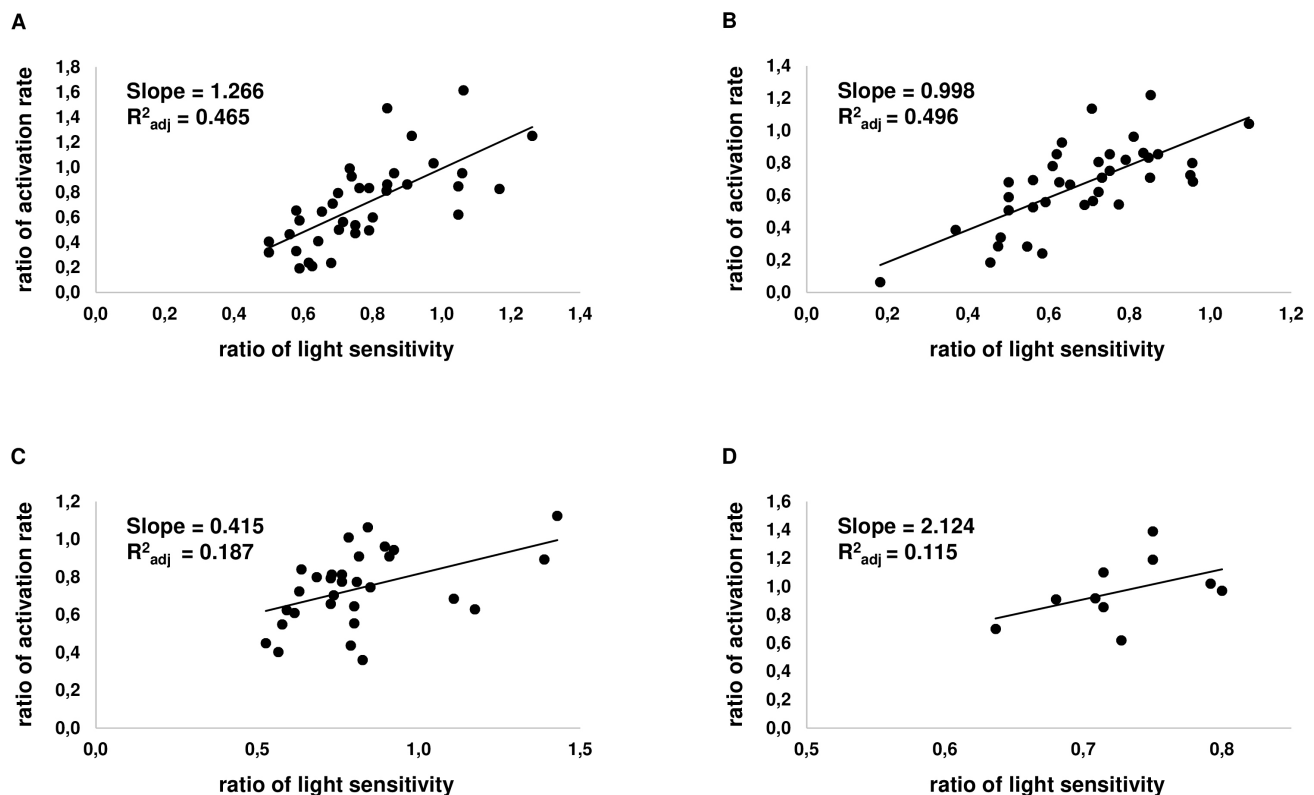 A
ratio of activation rate
Slope = 1.266
R²adj = 0.465
1,8
1,6
1,4
1,2
1,0
0,8
0,6
0,4
0,2
0,0
0,0 0,2 0,4 0,6 0,8 1,0 1,2 1,4
ratio of light sensitivity
B
ratio of activation rate
Slope = 0.998
R²adj = 0.496
1,4
1,2
1,0
0,8
0,6
0,4
0,2
0,0
0,0 0,2 0,4 0,6 0,8 1,0 1,2
ratio of light sensitivity
C
ratio of activation rate
Slope = 0.415
R²adj = 0.187
1,2
1,0
0,8
0,6
0,4
0,2
0,0
0,0 0,5 1,0 1,5
ratio of light sensitivity
D
ratio of activation rate
Slope = 2.124
R²adj = 0.115
1,6
1,4
1,2
1,0
0,8
0,6
0,4
0,2
0,0
0,5 0,6 0,7 0,8
ratio of light sensitivity